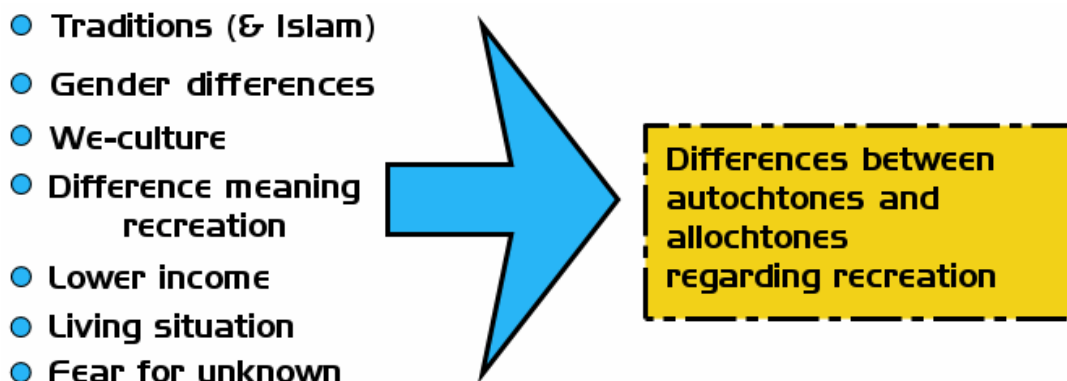 Traditions (& Islam)
Gender differences
We-culture
Difference meaning
recreation
Lower income
Living situation
Fear for unknown
Differences between
autochtones and
allochtones
regarding recreation